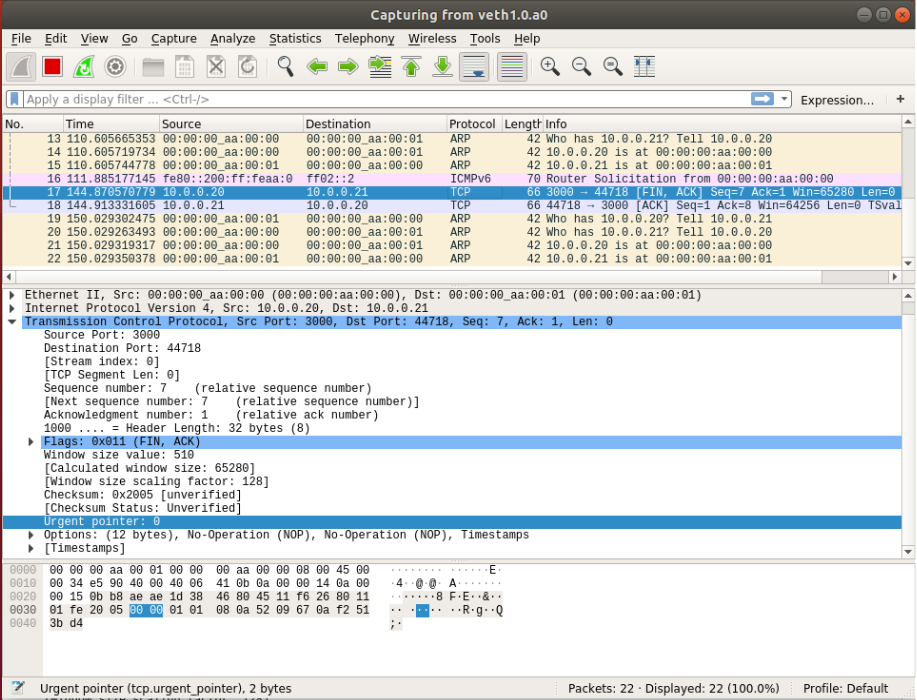 Capturing from veth1.0.a0
File Edit View Go Capture Analyze Statistics Telephony Wireless Tools Help
Apply a display filter ... <Ctrl-/> Expression... +
No. Time Source Destination Protocol Length Info
13 110.605665353 00:00:00_aa:00:00 00:00:00_aa:00:01 ARP 42 Who has 10.0.0.21? Tell 10.0.0.20
14 110.605719734 00:00:00_aa:00:00 00:00:00_aa:00:01 ARP 42 10.0.0.20 is at 00:00:00:aa:00:00
15 110.605744778 00:00:00_aa:00:01 00:00:00_aa:00:00 ARP 42 10.0.0.21 is at 00:00:00:aa:00:01
16 111.885177145 fe80::200:ff:feaa:0 ff02::2 ICMPv6 70 Router Solicitation from 00:00:00:aa:00:00
17 144.870570779 10.0.0.20 10.0.0.21 TCP 66 3000 → 44718 [FIN, ACK] Seq=7 Ack=1 Win=65280 Len=0
18 144.913331605 10.0.0.21 10.0.0.20 TCP 66 44718 → 3000 [ACK] Seq=1 Ack=8 Win=64256 Len=0 TSval
19 150.029302475 00:00:00_aa:00:01 00:00:00_aa:00:00 ARP 42 Who has 10.0.0.20? Tell 10.0.0.21
20 150.029263493 00:00:00_aa:00:00 00:00:00_aa:00:01 ARP 42 Who has 10.0.0.21? Tell 10.0.0.20
21 150.029319317 00:00:00_aa:00:00 00:00:00_aa:00:01 ARP 42 10.0.0.20 is at 00:00:00:aa:00:00
22 150.029350378 00:00:00_aa:00:01 00:00:00_aa:00:00 ARP 42 10.0.0.21 is at 00:00:00:aa:00:01
Ethernet II, Src: 00:00:00_aa:00:00 (00:00:00:aa:00:00), Dst: 00:00:00_aa:00:01 (00:00:00:aa:00:01)
Internet Protocol Version 4, Src: 10.0.0.20, Dst: 10.0.0.21
Transmission Control Protocol, Src Port: 3000, Dst Port: 44718, Seq: 7, Ack: 1, Len: 0
Source Port: 3000
Destination Port: 44718
[Stream index: 0]
[TCP Segment Len: 0]
Sequence number: 7 (relative sequence number)
[Next sequence number: 7 (relative sequence number)]
Acknowledgment number: 1 (relative ack number)
1000 .... = Header Length: 32 bytes (8)
Flags: 0x011 (FIN, ACK)
Window size value: 510
[Calculated window size: 65280]
[Window size scaling factor: 128]
Checksum: 0x2005 [unverified]
[Checksum Status: Unverified]
Urgent pointer: 0
Options: (12 bytes), No-Operation (NOP), No-Operation (NOP), Timestamps
[Timestamps]
0000 00 00 00 aa 00 01 00 00 00 aa 00 00 08 00 45 00 ········ ······E·
0010 00 34 e5 90 40 00 40 06 41 0b 0a 00 00 14 0a 00 ·4··@·@· A·······
0020 00 15 0b b8 ae ae 1d 38 46 80 45 11 f6 26 80 11 ·······8 F·E··&··
0030 01 fe 20 05 00 00 01 01 08 0a 52 09 67 0a f2 51 ·· ····· ··R·g··Q
0040 3b d4 ;·
Urgent pointer (tcp.urgent_pointer), 2 bytes Packets: 22 · Displayed: 22 (100.0%) Profile: Default